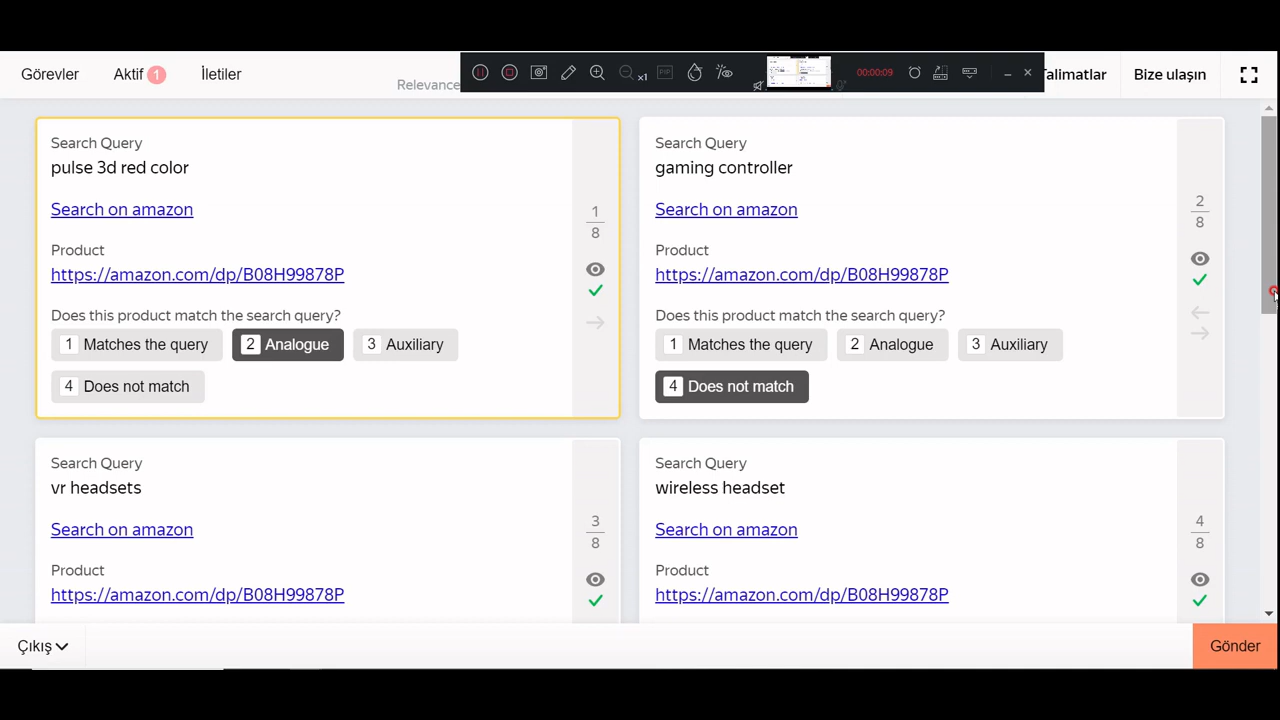 Görevler
Aktif 1
İletiler
Relevance
x1
PIP
00:00:09
Talimatlar
Bize ulaşın
Search Query
pulse 3d red color
Search on amazon
Product
https://amazon.com/dp/B08H99878P
Does this product match the search query?
1 Matches the query
2 Analogue
3 Auxiliary
4 Does not match
1
8
Search Query
gaming controller
Search on amazon
Product
https://amazon.com/dp/B08H99878P
Does this product match the search query?
1 Matches the query
2 Analogue
3 Auxiliary
4 Does not match
2
8
Search Query
vr headsets
Search on amazon
Product
https://amazon.com/dp/B08H99878P
3
8
Search Query
wireless headset
Search on amazon
Product
https://amazon.com/dp/B08H99878P
4
8
Çıkış
Gönder